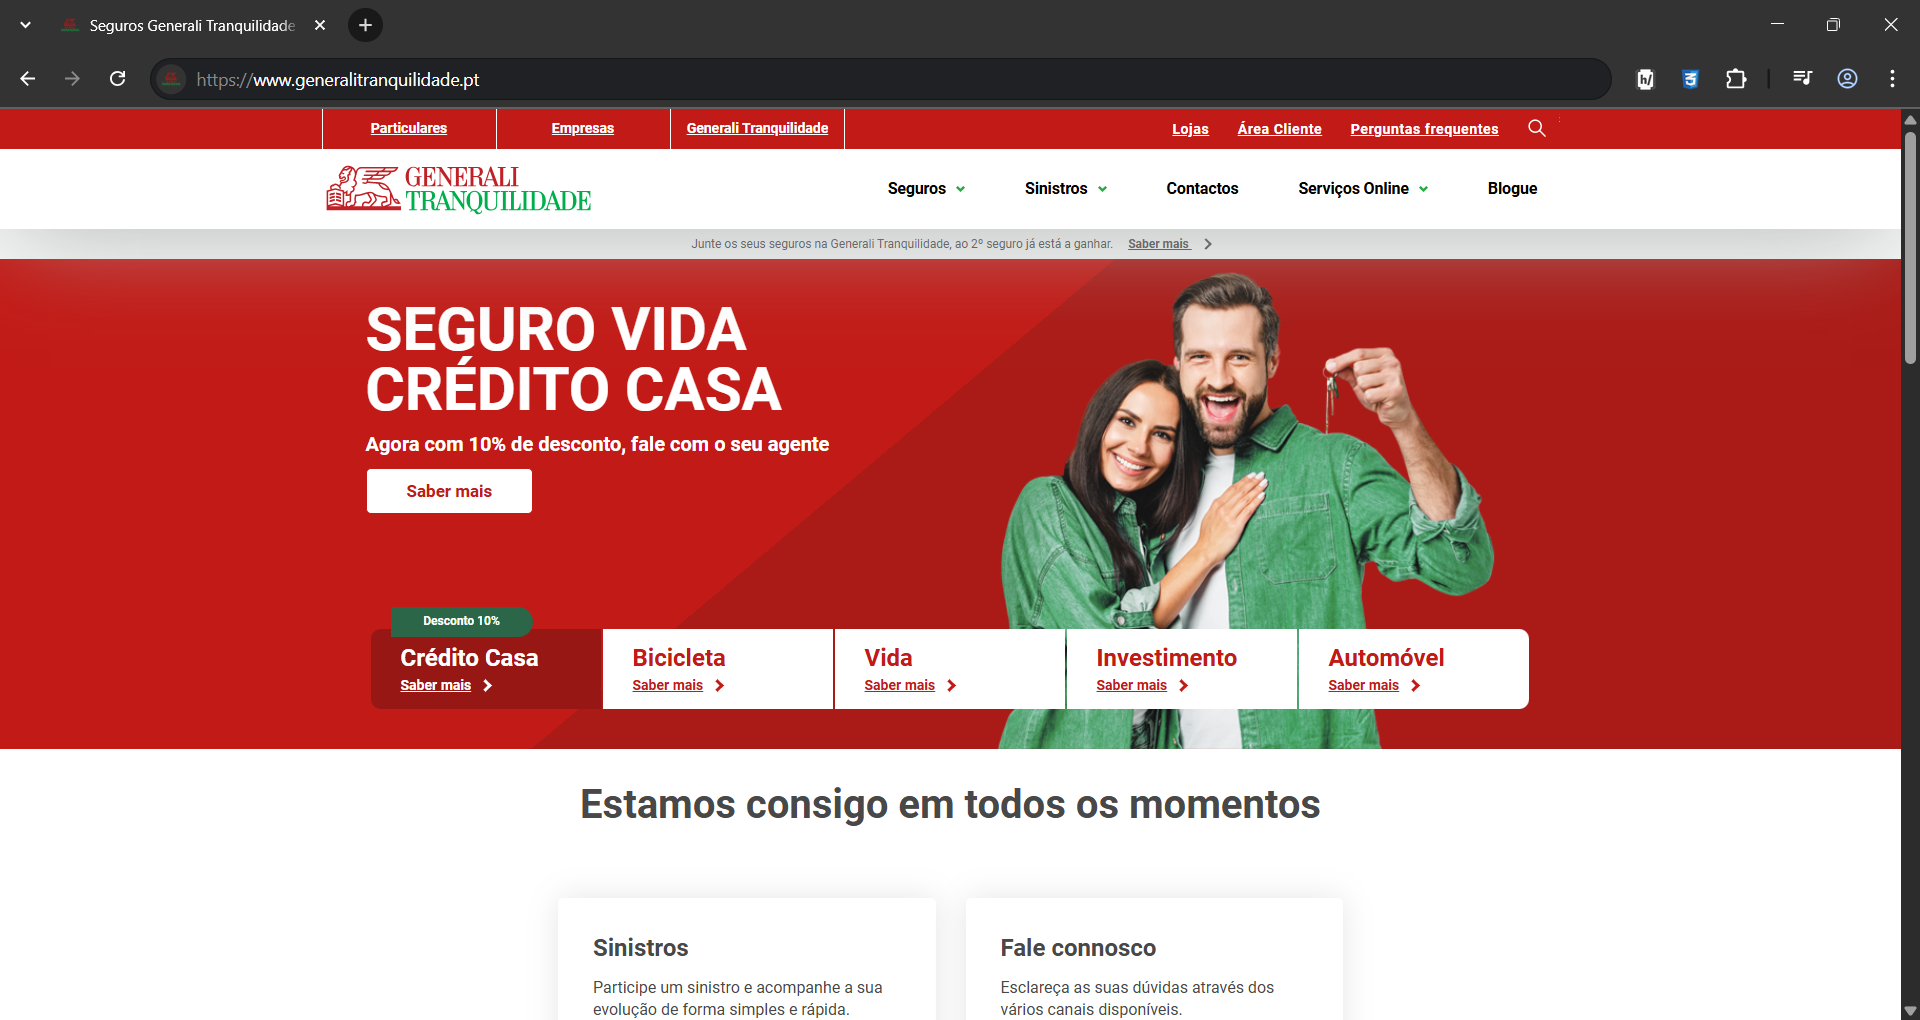 Seguros Generali Tranquilidade
https://www.generalitranquilidade.pt
Particulares
Empresas
Generali Tranquilidade
Lojas
Área Cliente
Perguntas frequentes
GENERALI
TRANQUILIDADE
Seguros
Sinistros
Contactos
Serviços Online
Blogue
Junte os seus seguros na Generali Tranquilidade, ao 2º seguro já está a ganhar. Saber mais
SEGURO VIDA
CRÉDITO CASA
Agora com 10% de desconto, fale com o seu agente
Saber mais
Desconto 10%
Crédito Casa
Saber mais
Bicicleta
Saber mais
Vida
Saber mais
Investimento
Saber mais
Automóvel
Saber mais
Estamos consigo em todos os momentos
Sinistros
Participe um sinistro e acompanhe a sua
evolução de forma simples e rápida.
Fale connosco
Esclareça as suas dúvidas através dos
vários canais disponíveis.